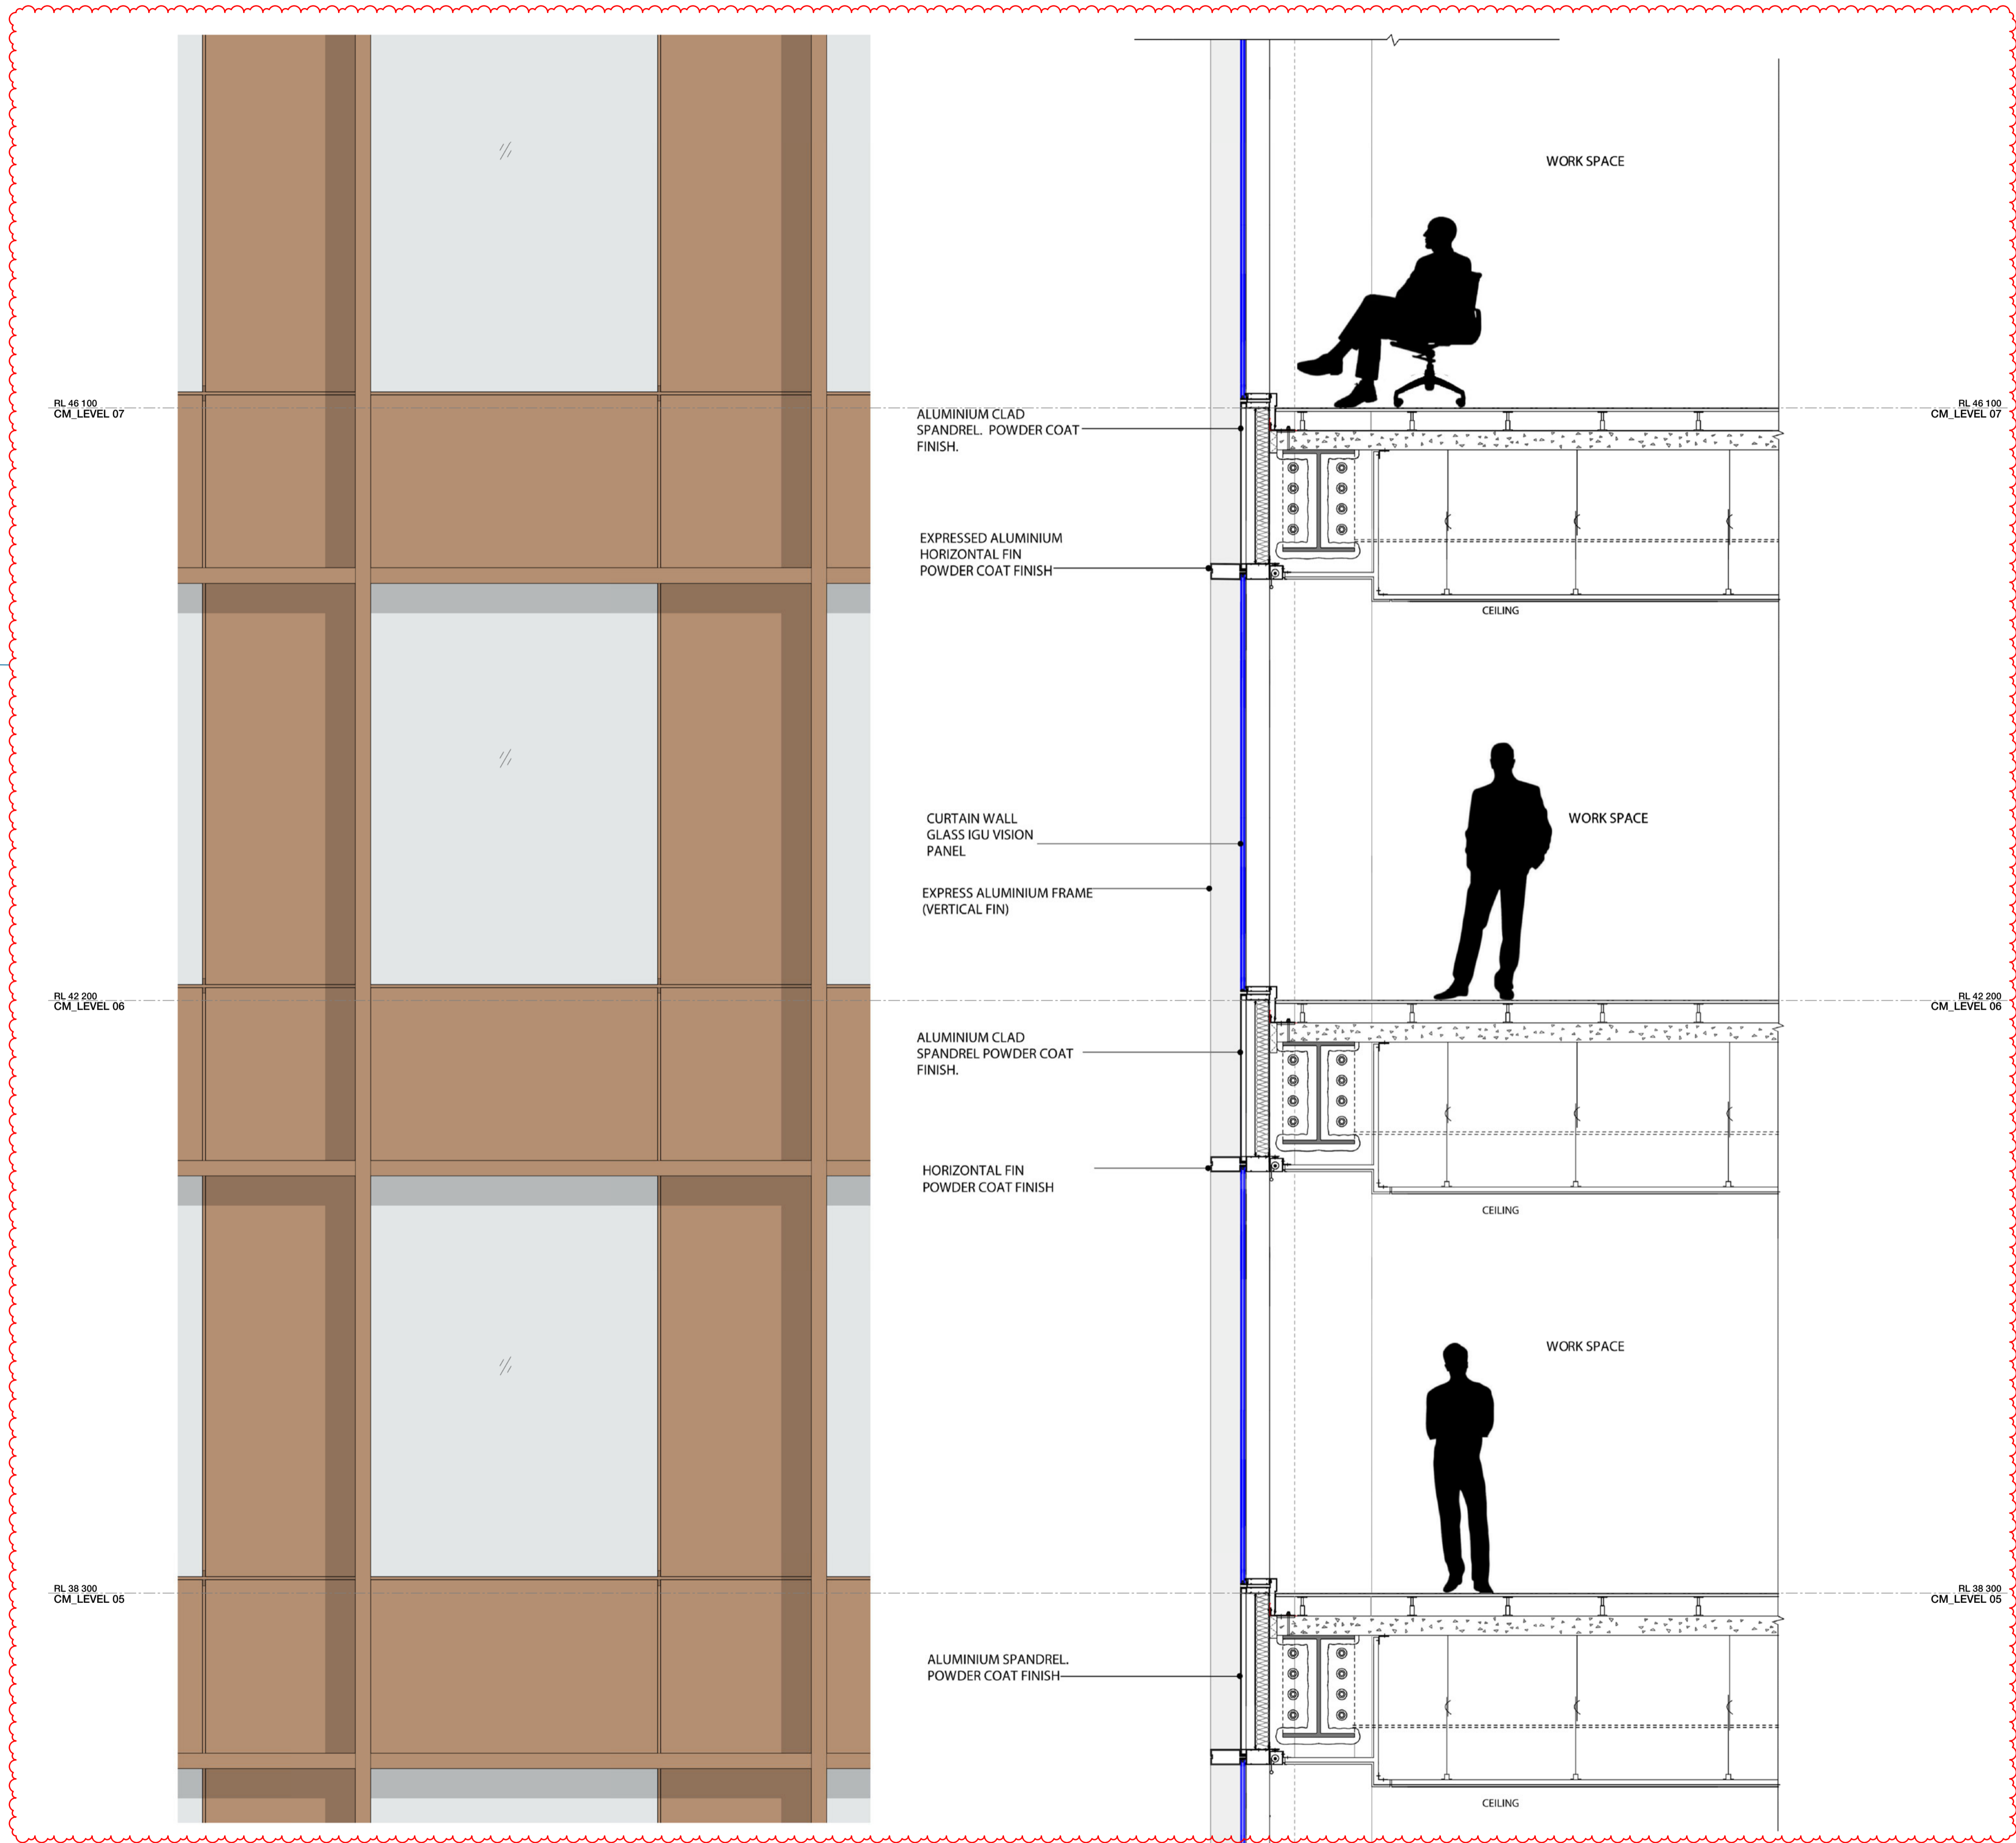 WORK SPACE
RL 46 100
CM_LEVEL 07
ALUMINIUM CLAD
SPANDREL. POWDER COAT
FINISH.
RL 46 100
CM_LEVEL 07
EXPRESSED ALUMINIUM
HORIZONTAL FIN
POWDER COAT FINISH
CEILING
CURTAIN WALL
GLASS IGU VISION
PANEL
WORK SPACE
EXPRESS ALUMINIUM FRAME
(VERTICAL FIN)
RL 42 200
CM_LEVEL 06
RL 42 200
CM_LEVEL 06
ALUMINIUM CLAD
SPANDREL POWDER COAT
FINISH.
HORIZONTAL FIN
POWDER COAT FINISH
CEILING
WORK SPACE
RL 38 300
CM_LEVEL 05
RL 38 300
CM_LEVEL 05
ALUMINIUM SPANDREL.
POWDER COAT FINISH
CEILING